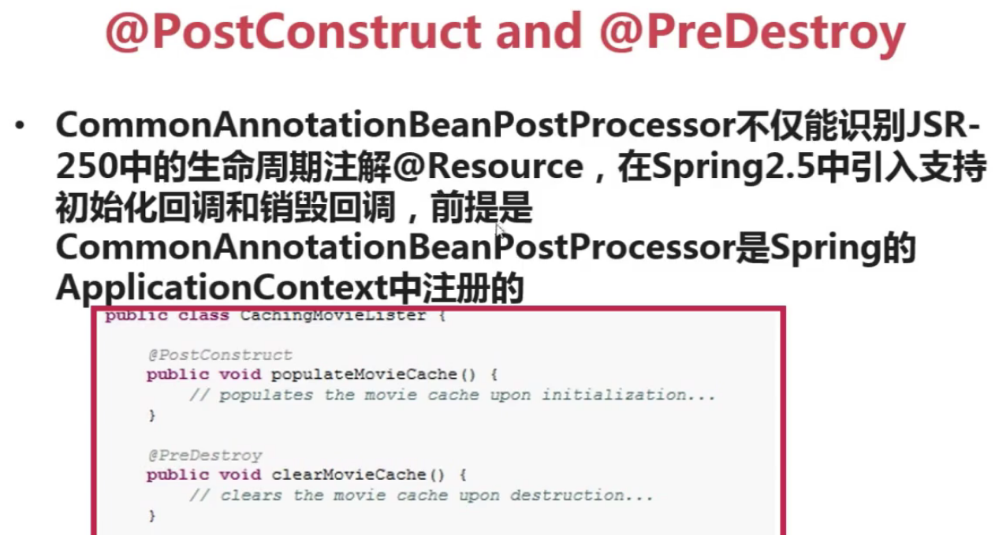 @PostConstruct and @PreDestroy
• CommonAnnotationBeanPostProcessor不仅能识别JSR-
250中的生命周期注解@Resource，在Spring2.5中引入支持
初始化回调和销毁回调，前提是
CommonAnnotationBeanPostProcessor是Spring的
ApplicationContext中注册的
public class CachingMovieLister {
@PostConstruct
public void populateMovieCache() {
// populates the movie cache upon initialization...
}
@PreDestroy
public void clearMovieCache() {
// clears the movie cache upon destruction...
}